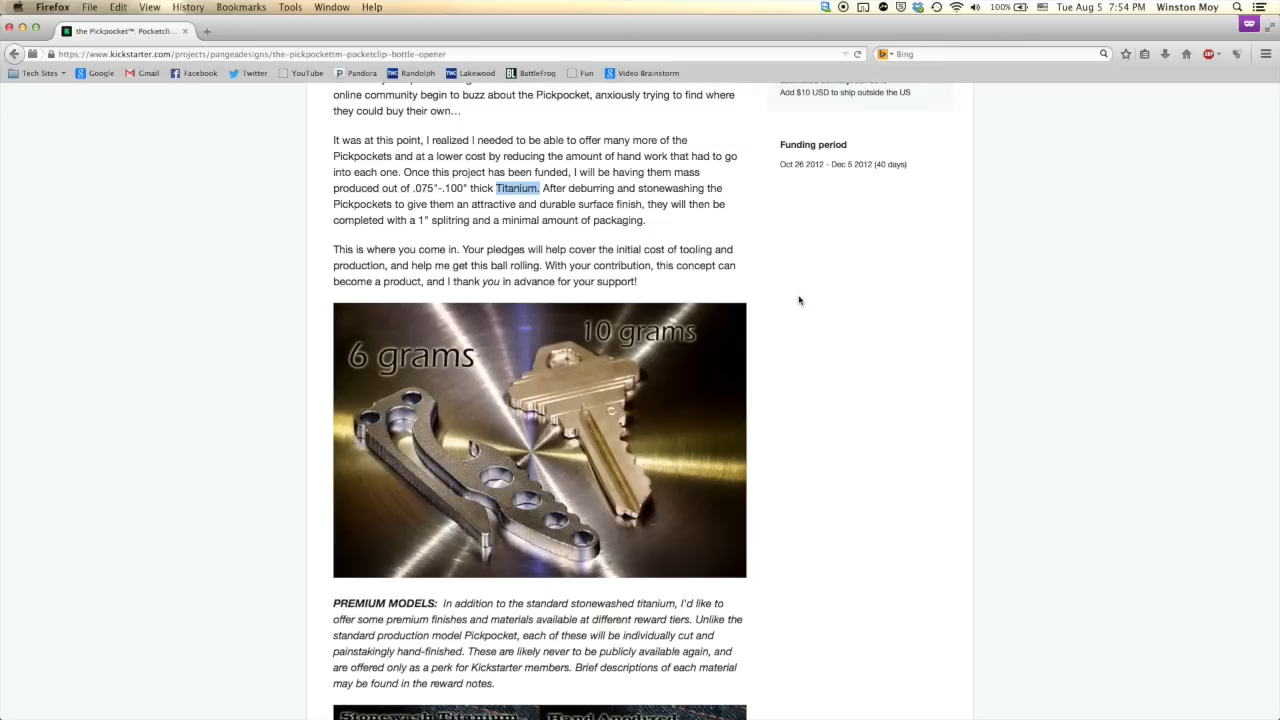 Firefox File Edit View History Bookmarks Tools Window Help 100% Tue Aug 5 7:54 PM Winston Moy
the Pickpocket™: Pocketcli...
https://www.kickstarter.com/projects/pangeadesigns/the-pickpockettm-pocketclip-bottle-opener Bing
Tech Sites Google Gmail Facebook Twitter YouTube Pandora Randolph Lakewood BattleFrog Fun Video Brainstorm
online community begin to buzz about the Pickpocket, anxiously trying to find where
they could buy their own…
It was at this point, I realized I needed to be able to offer many more of the
Pickpockets and at a lower cost by reducing the amount of hand work that had to go
into each one. Once this project has been funded, I will be having them mass
produced out of .075"-.100" thick Titanium. After deburring and stonewashing the
Pickpockets to give them an attractive and durable surface finish, they will then be
completed with a 1" splitring and a minimal amount of packaging.
This is where you come in. Your pledges will help cover the initial cost of tooling and
production, and help me get this ball rolling. With your contribution, this concept can
become a product, and I thank you in advance for your support!
6 grams
10 grams
PREMIUM MODELS: In addition to the standard stonewashed titanium, I'd like to
offer some premium finishes and materials available at different reward tiers. Unlike the
standard production model Pickpocket, each of these will be individually cut and
painstakingly hand-finished. These are likely never to be publicly available again, and
are offered only as a perk for Kickstarter members. Brief descriptions of each material
may be found in the reward notes.
Stonewash Titanium Hand Anodized
Add $10 USD to ship outside the US
Funding period
Oct 26 2012 - Dec 5 2012 (40 days)